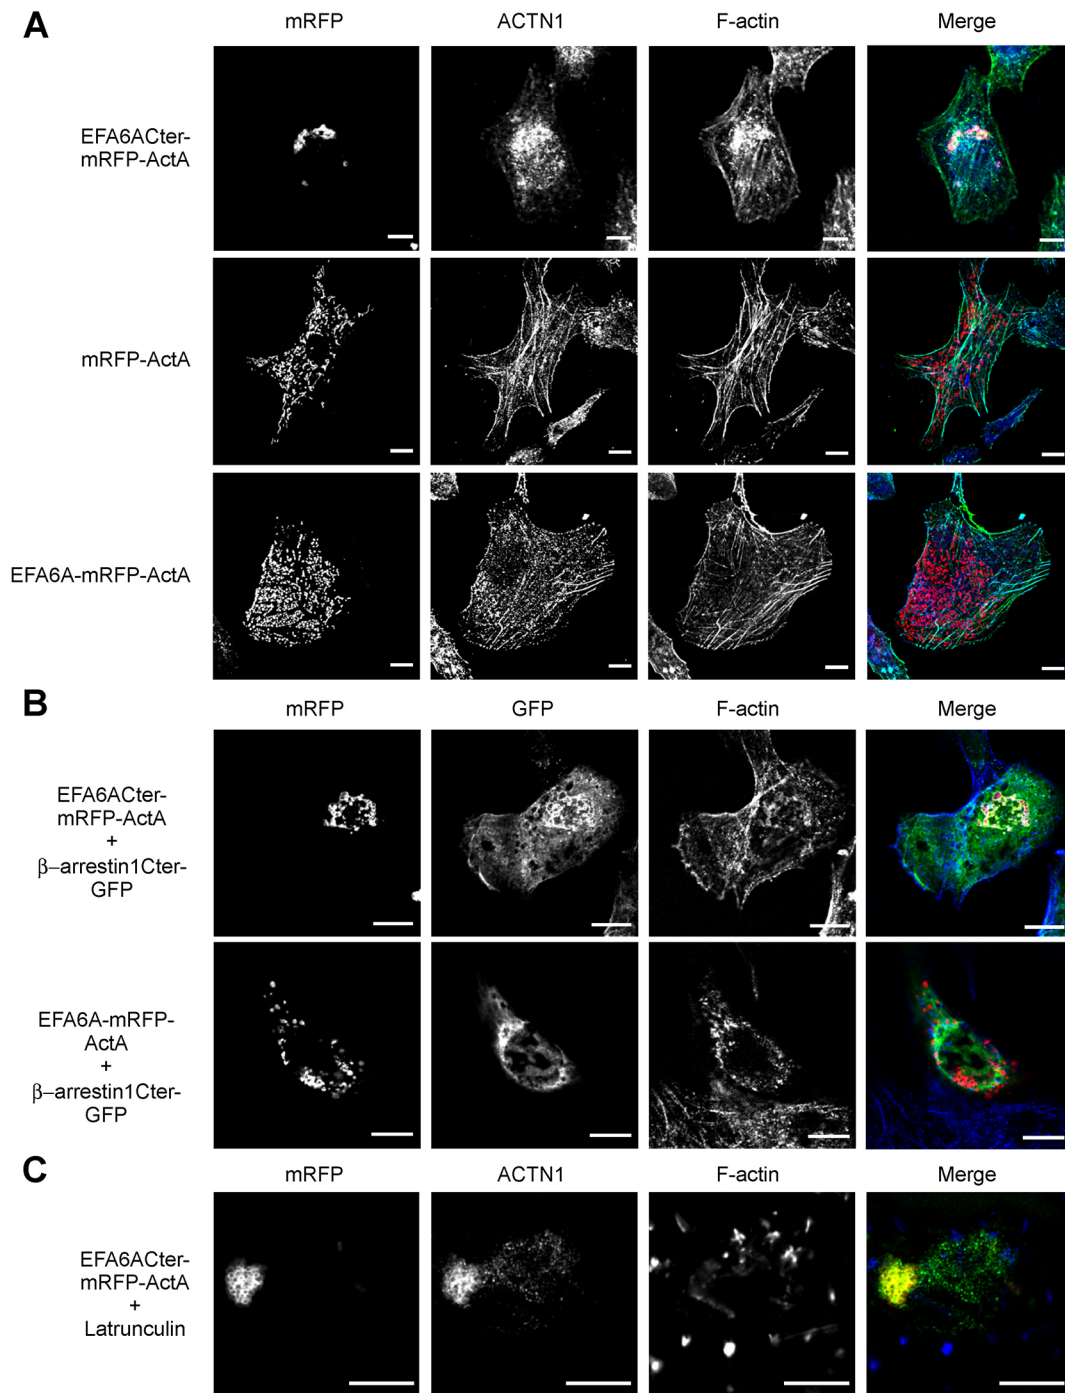 A
mRFP
ACTN1
F-actin
Merge
EFA6ACter-
mRFP-ActA
mRFP-ActA
EFA6A-mRFP-ActA
B
mRFP
GFP
F-actin
Merge
EFA6ACter-
mRFP-ActA
+
β–arrestin1Cter-
GFP
EFA6A-mRFP-
ActA
+
β–arrestin1Cter-
GFP
C
mRFP
ACTN1
F-actin
Merge
EFA6ACter-
mRFP-ActA
+
Latrunculin